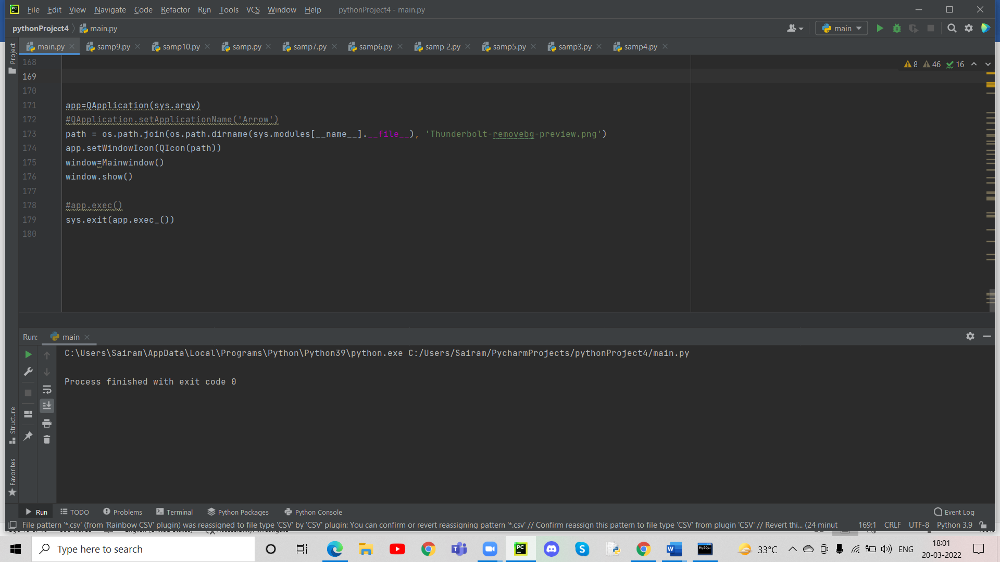 File Edit View Navigate Code Refactor Run Tools VCS Window Help pythonProject4 - main.py
pythonProject4 main.py main
main.py samp9.py samp10.py samp.py samp7.py samp6.py samp 2.py samp5.py samp3.py samp4.py
Project
8 46 16
168
169
170
171 app=QApplication(sys.argv)
172 #QApplication.setApplicationName('Arrow')
173 path = os.path.join(os.path.dirname(sys.modules[__name__].__file__), 'Thunderbolt-removebg-preview.png')
174 app.setWindowIcon(QIcon(path))
175 window=Mainwindow()
176 window.show()
177
178 #app.exec()
179 sys.exit(app.exec_())
180
Run: main
C:\Users\Sairam\AppData\Local\Programs\Python\Python39\python.exe C:/Users/Sairam/PycharmProjects/pythonProject4/main.py
Process finished with exit code 0
Structure
Favorites
Run TODO Problems Terminal Python Packages Python Console Event Log
File pattern '*.csv' (from 'Rainbow CSV' plugin) was reassigned to file type 'CSV' by 'CSV' plugin: You can confirm or revert reassigning pattern '*.csv' // Confirm reassign this pattern to file type 'CSV' from plugin 'CSV' // Revert thi... (24 minut 169:1 CRLF UTF-8 Python 3.9
Type here to search 33°C ENG 18:01
20-03-2022